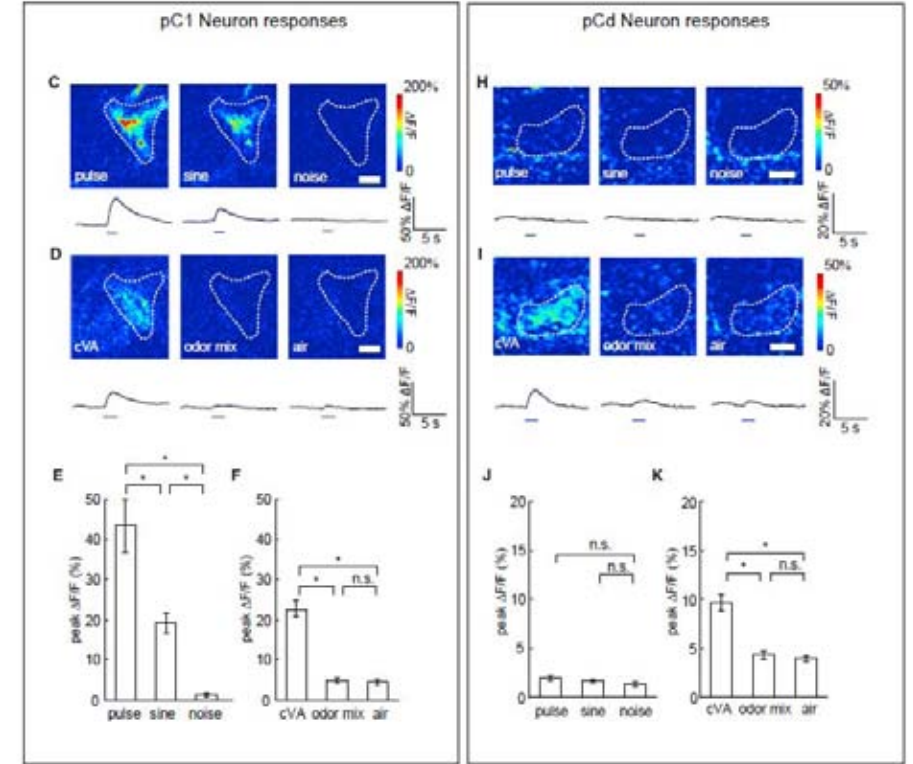 pC1 Neuron responses
C
200%
ΔF/F
0
pulse sine noise
50% ΔF/F
5 s
D
200%
ΔF/F
0
cVA odor mix air
50% ΔF/F
5 s
E
* 
* *
50
40
30
20
10
0
peak ΔF/F (%)
pulse sine noise
F
*
* n.s.
50
40
30
20
10
0
peak ΔF/F (%)
cVA odor mix air
pCd Neuron responses
H
50%
ΔF/F
0
pulse sine noise
20% ΔF/F
5 s
I
50%
ΔF/F
0
cVA odor mix air
20% ΔF/F
5 s
J
n.s.
n.s.
20
15
10
5
0
peak ΔF/F (%)
pulse sine noise
K
*
* n.s.
20
15
10
5
0
peak ΔF/F (%)
cVA odor mix air